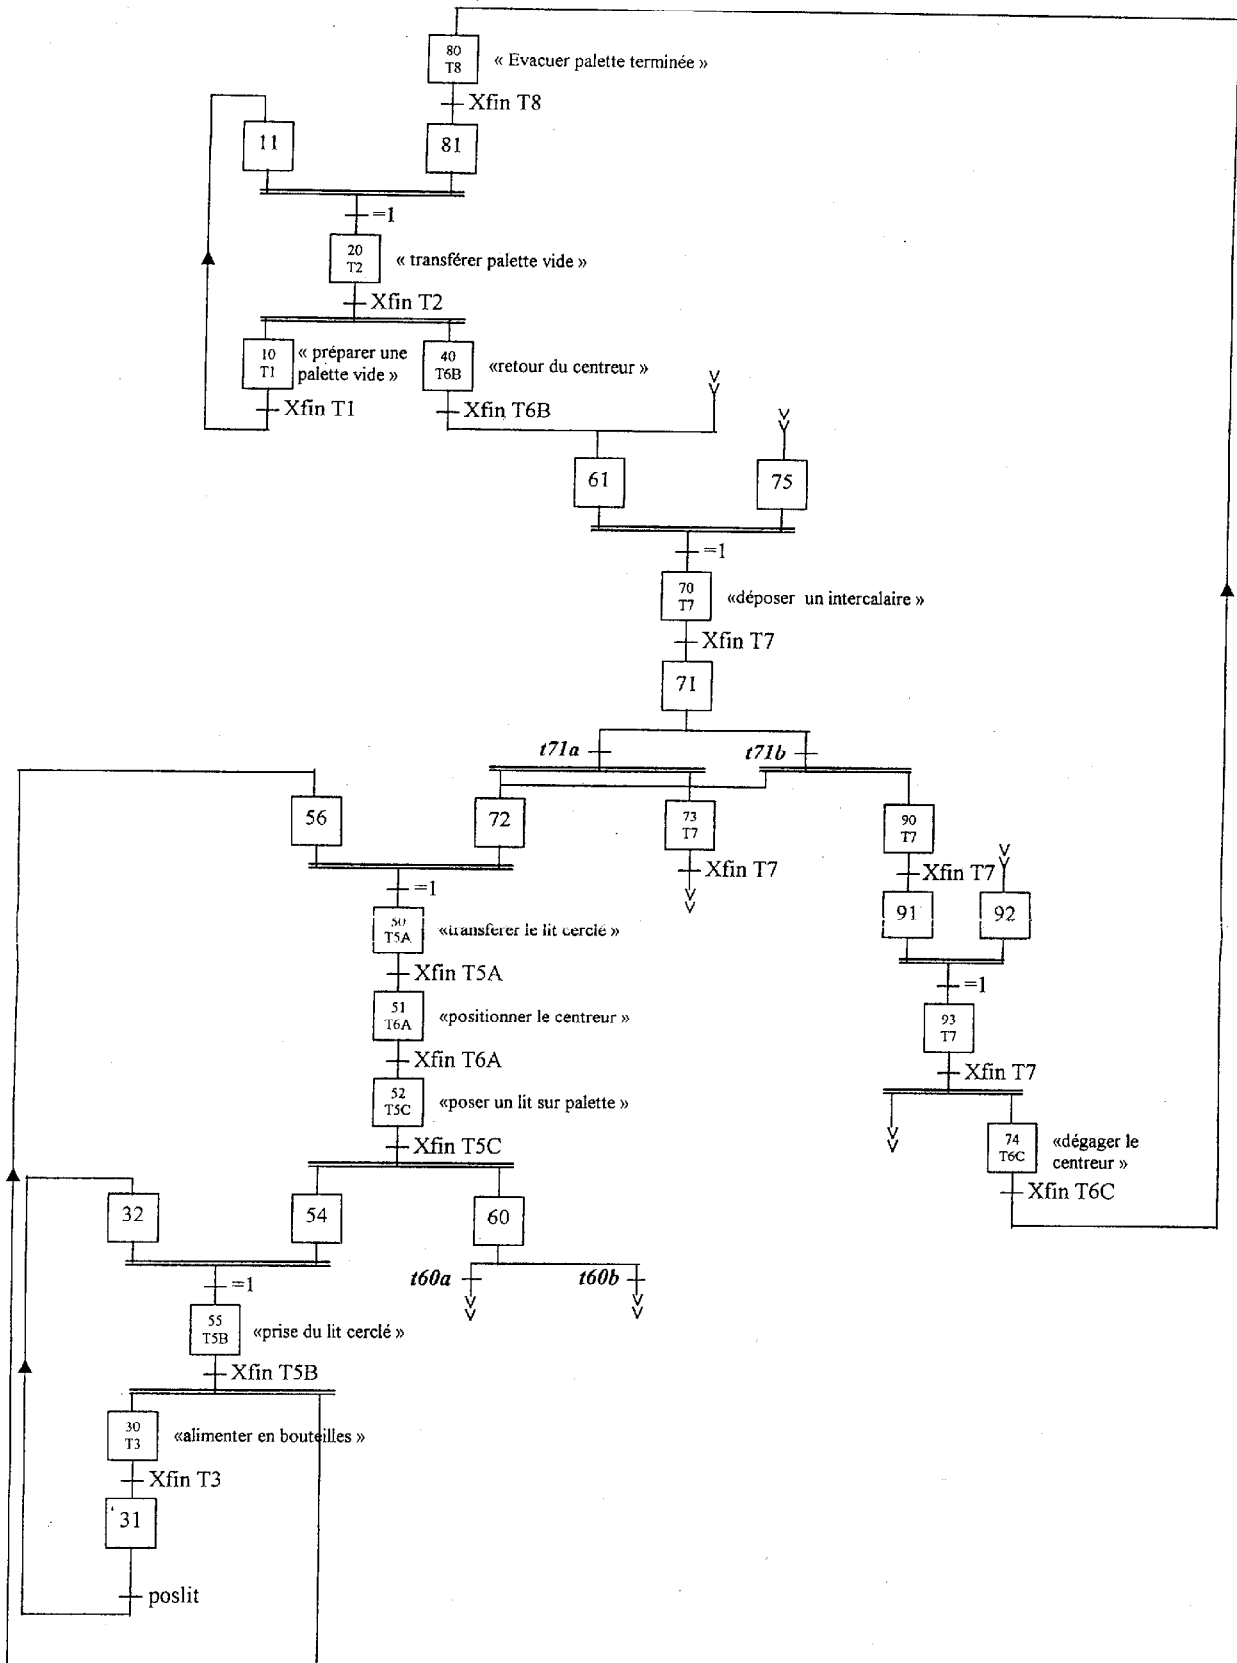 80
T8
« Evacuer palette terminée »
Xfin T8
11
81
=1
20
T2
« transférer palette vide »
Xfin T2
10
T1
« préparer une
palette vide »
40
T6B
«retour du centreur »
Xfin T1
Xfin T6B
61
75
=1
70
T7
«déposer un intercalaire »
Xfin T7
71
t71a
t71b
56
72
73
T7
90
T7
Xfin T7
Xfin T7
=1
91
92
50
T5A
«transférer le lit cerclé »
Xfin T5A
=1
51
T6A
«positionner le centreur »
93
T7
Xfin T6A
Xfin T7
52
T5C
«poser un lit sur palette »
Xfin T5C
74
T6C
«dégager le
centreur »
Xfin T6C
32
54
60
t60a
t60b
=1
55
T5B
«prise du lit cerclé »
Xfin T5B
30
T3
«alimenter en bouteilles »
Xfin T3
31
poslit